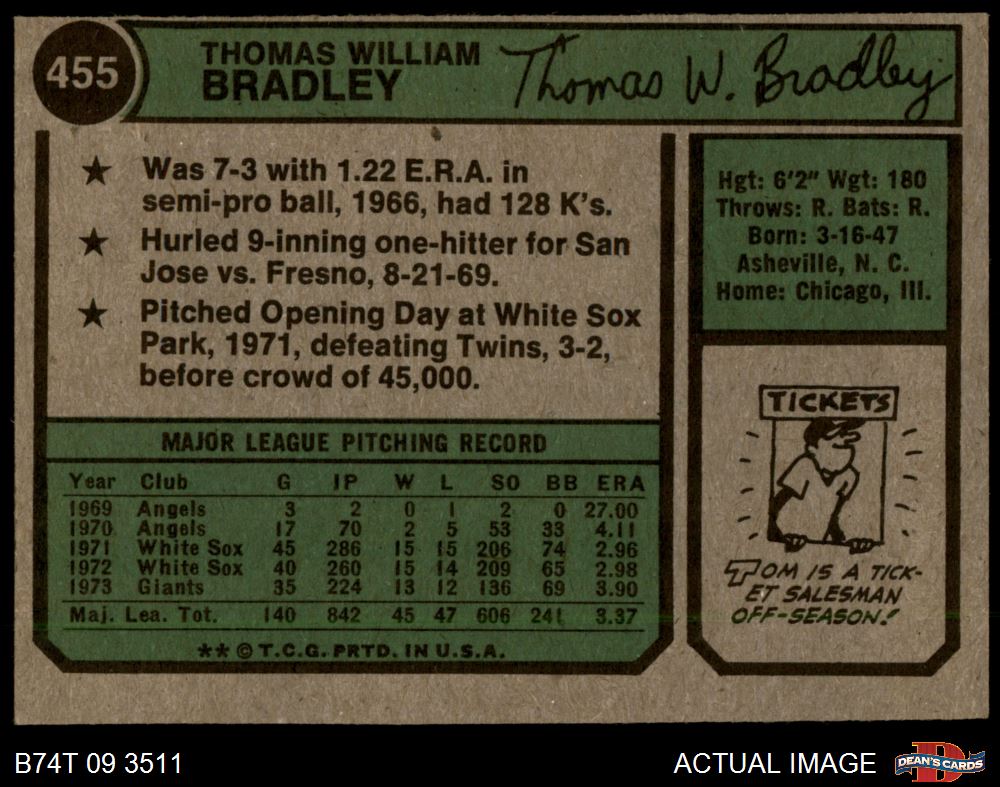 455
THOMAS WILLIAM
BRADLEY
Thomas W. Bradley
★ Was 7-3 with 1.22 E.R.A. in
semi-pro ball, 1966, had 128 K's.
★ Hurled 9-inning one-hitter for San
Jose vs. Fresno, 8-21-69.
★ Pitched Opening Day at White Sox
Park, 1971, defeating Twins, 3-2,
before crowd of 45,000.
Hgt: 6'2" Wgt: 180
Throws: R. Bats: R.
Born: 3-16-47
Asheville, N. C.
Home: Chicago, Ill.
MAJOR LEAGUE PITCHING RECORD
Year Club G IP W L SO BB ERA
1969 Angels 3 2 0 1 2 0 27.00
1970 Angels 17 70 2 5 53 33 4.11
1971 White Sox 45 286 15 15 206 74 2.96
1972 White Sox 40 260 15 14 209 65 2.98
1973 Giants 35 224 13 12 136 69 3.90
Maj. Lea. Tot. 140 842 45 47 606 241 3.37
** © T.C.G. PRTD. IN U.S.A.
TICKETS
TOM IS A TICK-
ET SALESMAN
OFF-SEASON!
B74T 09 3511
ACTUAL IMAGE
D
DEAN'S CARDS